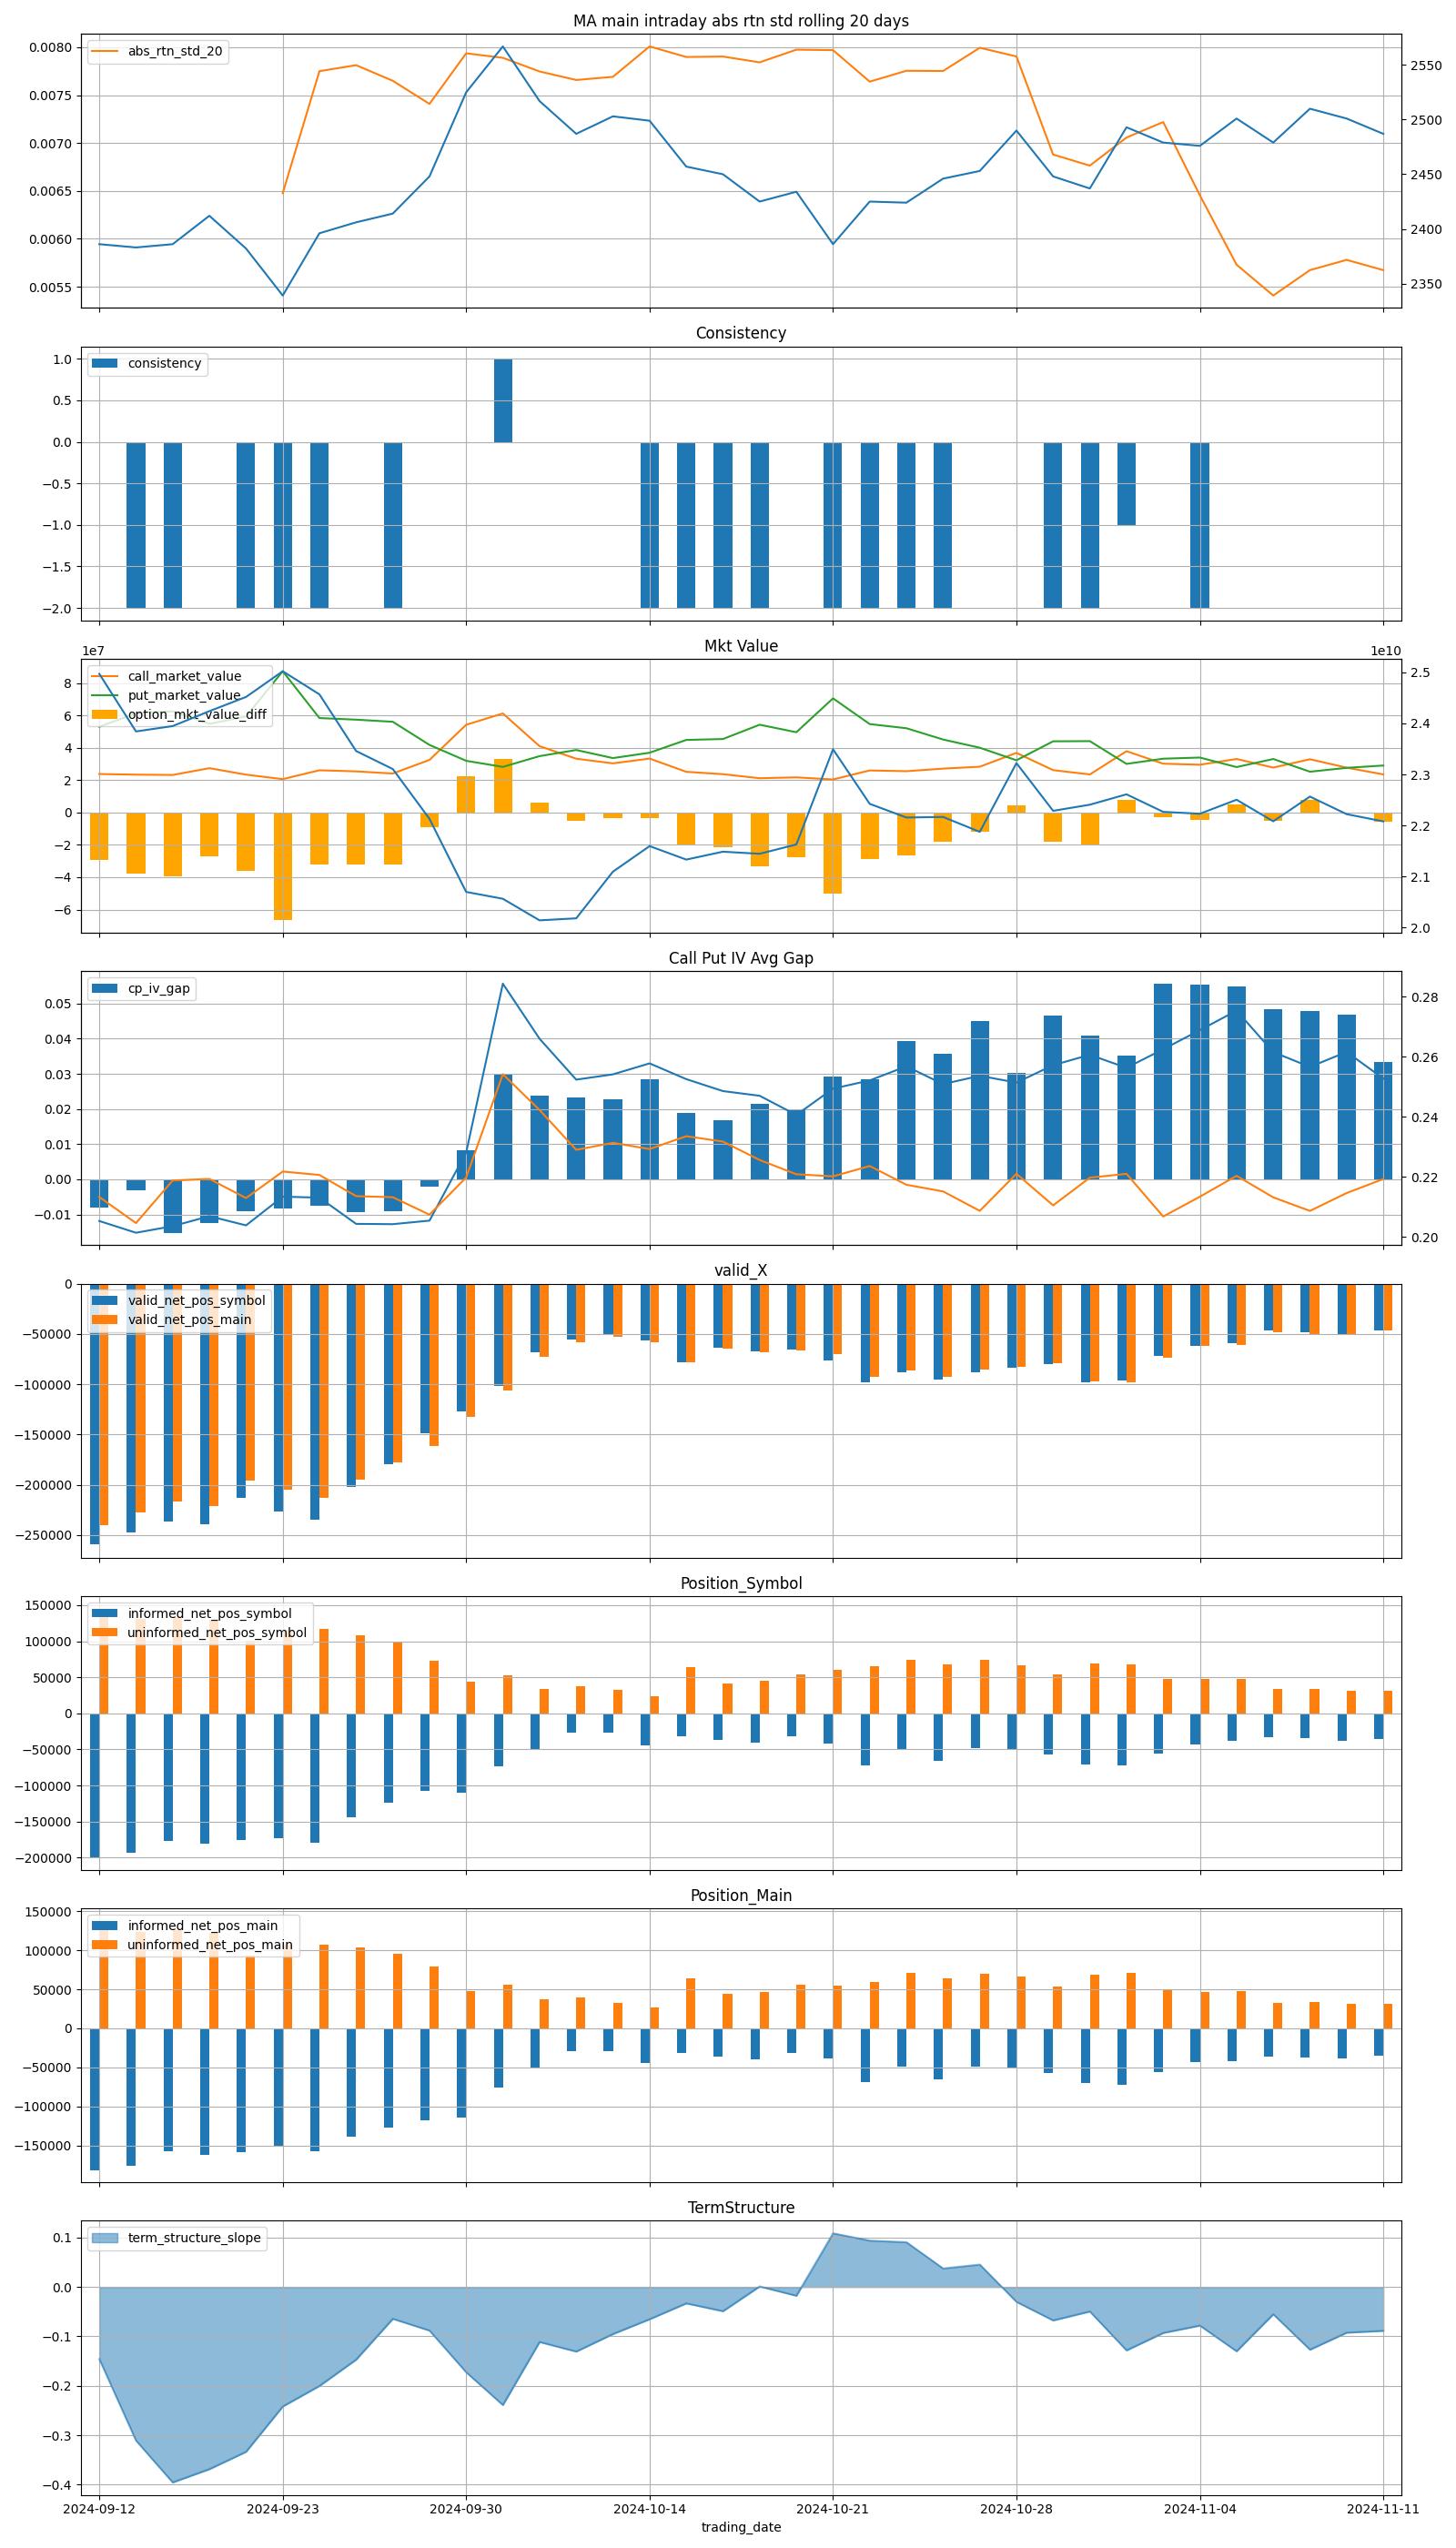 MA main intraday abs rtn std rolling 20 days
abs_rtn_std_20
0.0080
0.0075
0.0070
0.0065
0.0060
0.0055
2550
2500
2450
2400
2350
Consistency
consistency
1.0
0.5
0.0
−0.5
−1.0
−1.5
−2.0
Mkt Value
1e7
1e10
call_market_value
put_market_value
option_mkt_value_diff
8
6
4
2
0
−2
−4
−6
2.5
2.4
2.3
2.2
2.1
2.0
Call Put IV Avg Gap
cp_iv_gap
0.05
0.04
0.03
0.02
0.01
0.00
−0.01
0.28
0.26
0.24
0.22
0.20
valid_X
valid_net_pos_symbol
valid_net_pos_main
0
−50000
−100000
−150000
−200000
−250000
Position_Symbol
informed_net_pos_symbol
uninformed_net_pos_symbol
150000
100000
50000
0
−50000
−100000
−150000
−200000
Position_Main
informed_net_pos_main
uninformed_net_pos_main
150000
100000
50000
0
−50000
−100000
−150000
TermStructure
term_structure_slope
0.1
0.0
−0.1
−0.2
−0.3
−0.4
2024-09-12 2024-09-23 2024-09-30 2024-10-14 2024-10-21 2024-10-28 2024-11-04 2024-11-11
trading_date